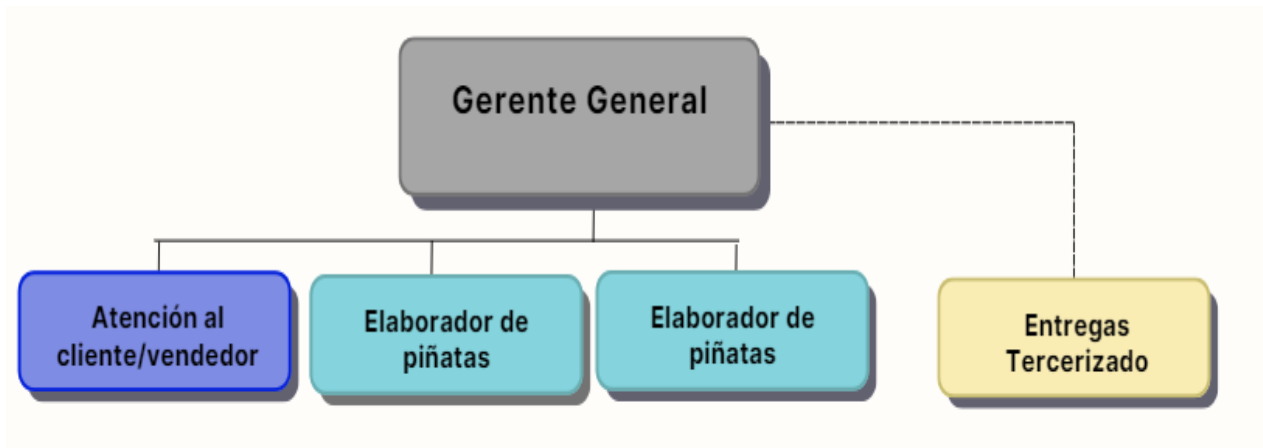 Gerente General
Atención al
cliente/vendedor
Elaborador de
piñatas
Elaborador de
piñatas
Entregas
Tercerizado